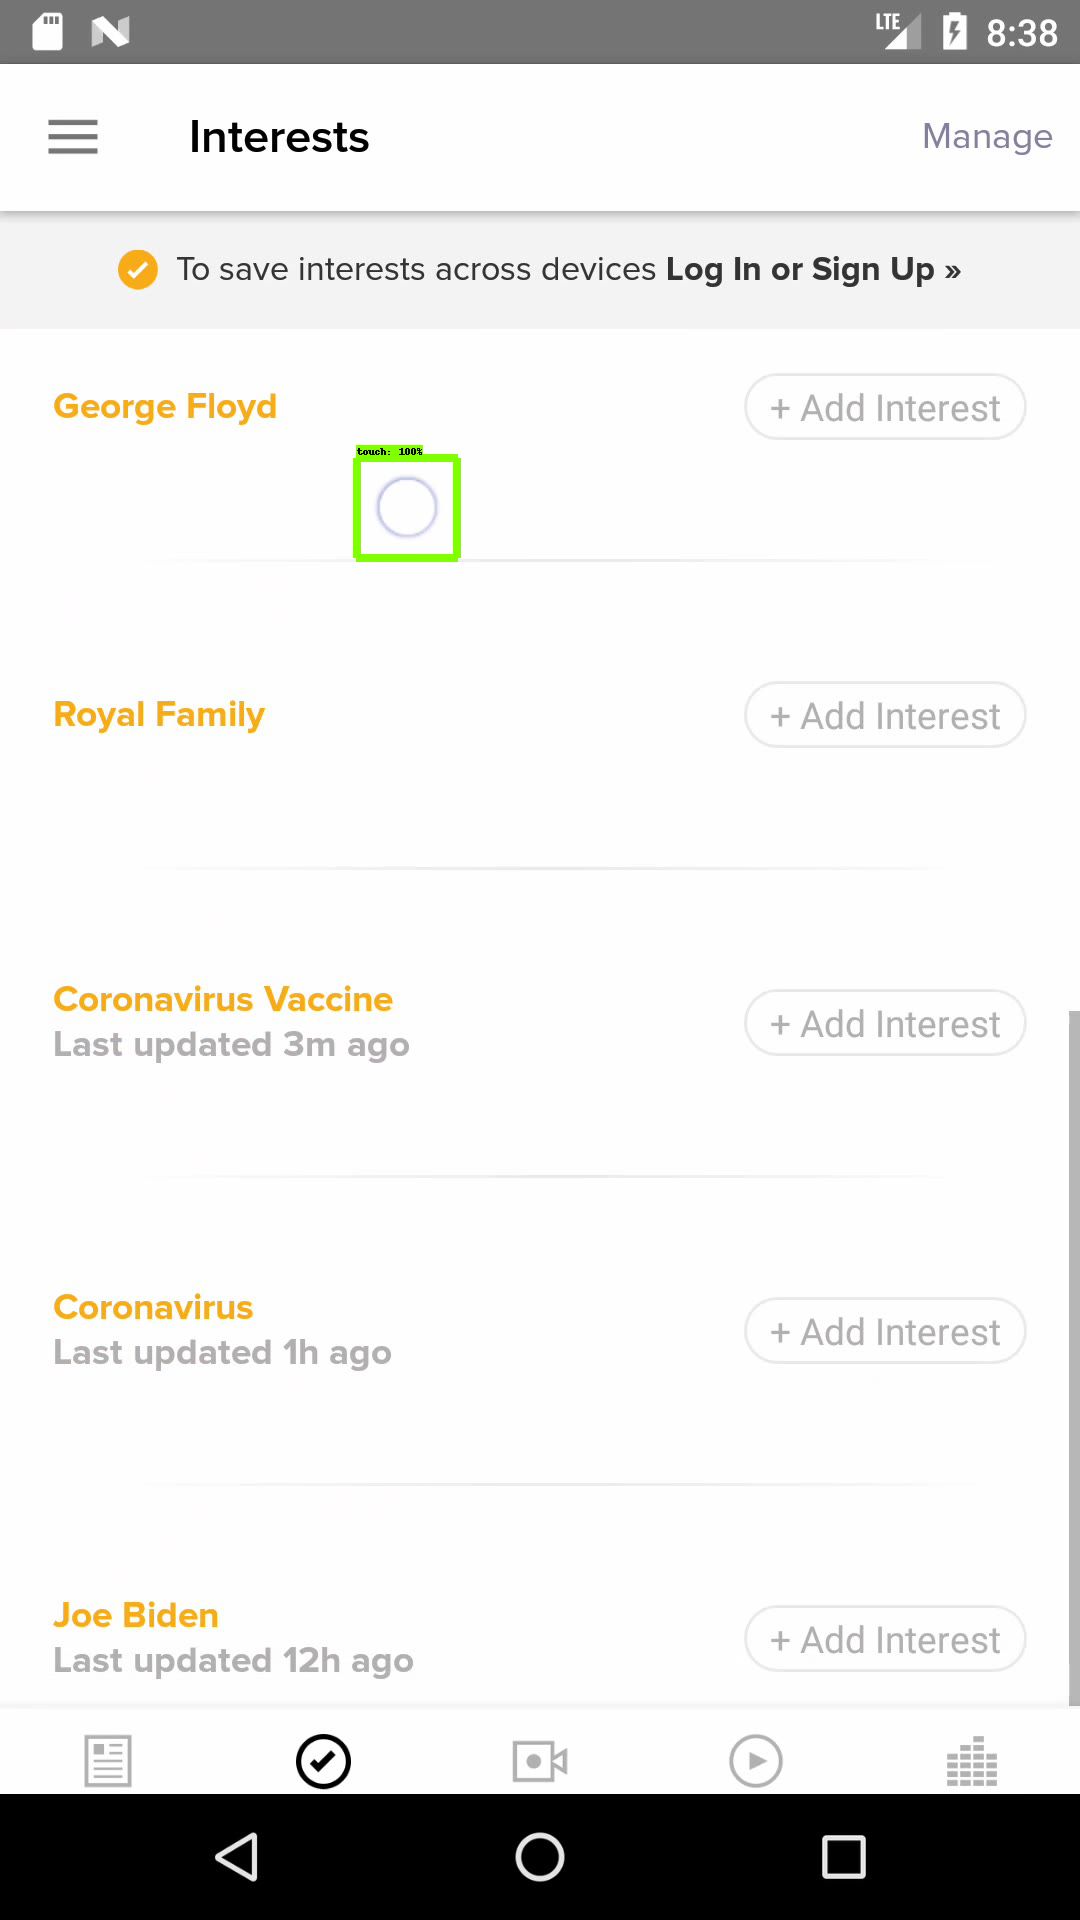 LTE 8:38
Interests Manage
To save interests across devices Log In or Sign Up »
George Floyd + Add Interest
touch: 100%
Royal Family + Add Interest
Coronavirus Vaccine
Last updated 3m ago
+ Add Interest
Coronavirus
Last updated 1h ago
+ Add Interest
Joe Biden
Last updated 12h ago
+ Add Interest